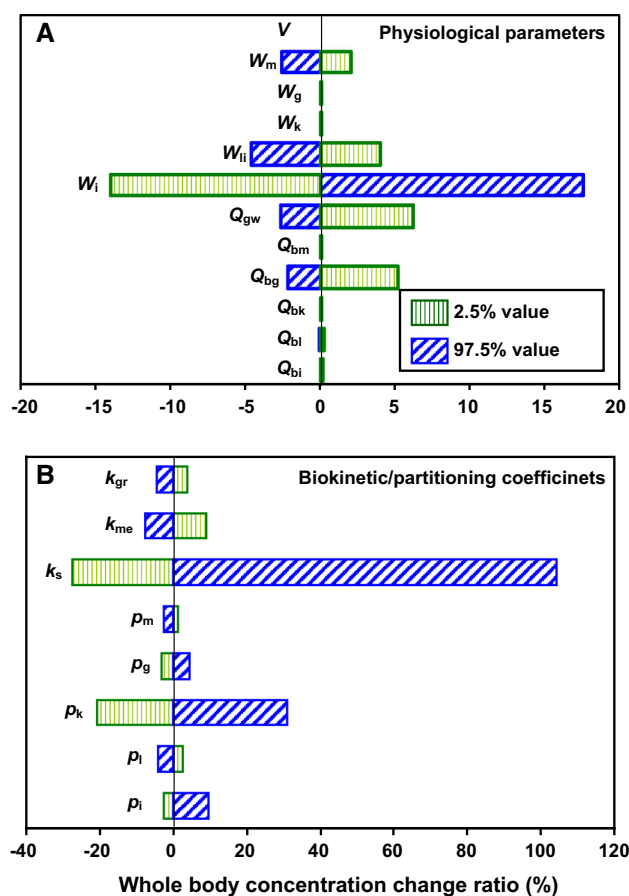 A
Physiological parameters
V
Wm
Wg
Wk
Wli
Wi
Qgw
Qbm
Qbg
Qbk
Qbl
Qbi
2.5% value
97.5% value
-20 -15 -10 -5 0 5 10 15 20
B
Biokinetic/partitioning coefficinets
kgr
kme
ks
pm
pg
pk
pl
pi
-40 -20 0 20 40 60 80 100 120
Whole body concentration change ratio (%)